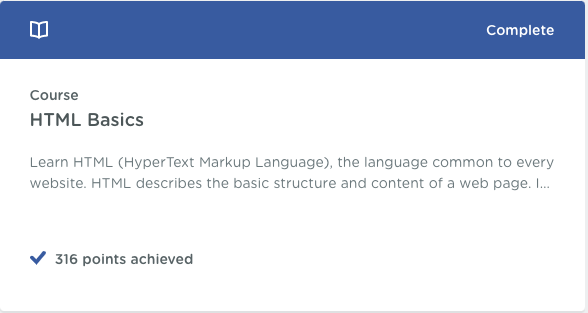 Complete
Course
HTML Basics
Learn HTML (HyperText Markup Language), the language common to every
website. HTML describes the basic structure and content of a web page. I...
316 points achieved